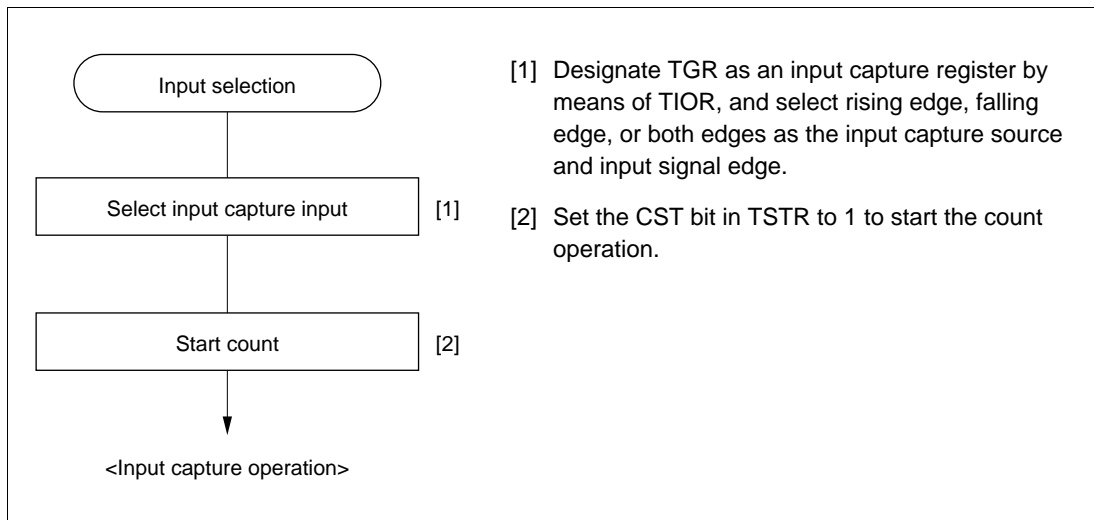 Input selection
Select input capture input
[1]
Start count
[2]
<Input capture operation>
[1] Designate TGR as an input capture register by
means of TIOR, and select rising edge, falling
edge, or both edges as the input capture source
and input signal edge.
[2] Set the CST bit in TSTR to 1 to start the count
operation.